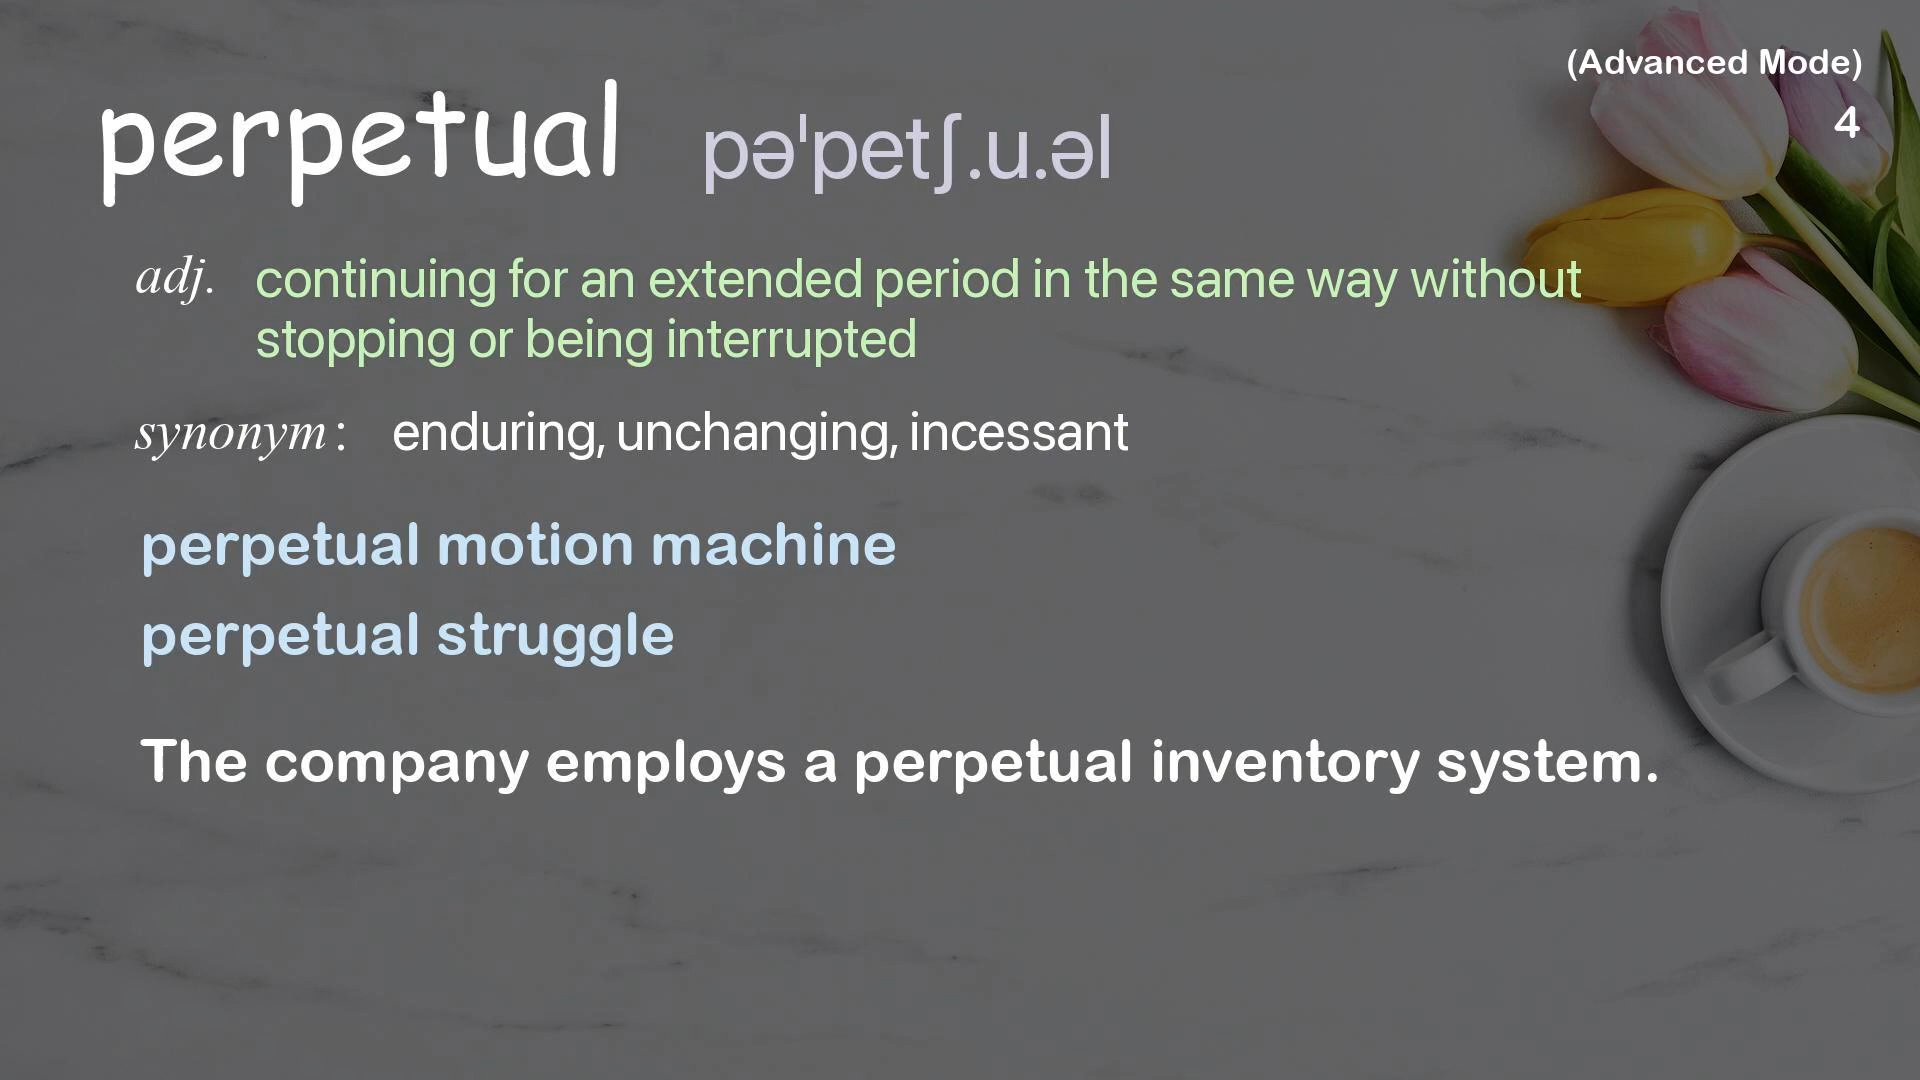 (Advanced Mode)
4
perpetual pəˈpetʃ.u.əl
adj. continuing for an extended period in the same way without
stopping or being interrupted
synonym: enduring, unchanging, incessant
perpetual motion machine
perpetual struggle
The company employs a perpetual inventory system.